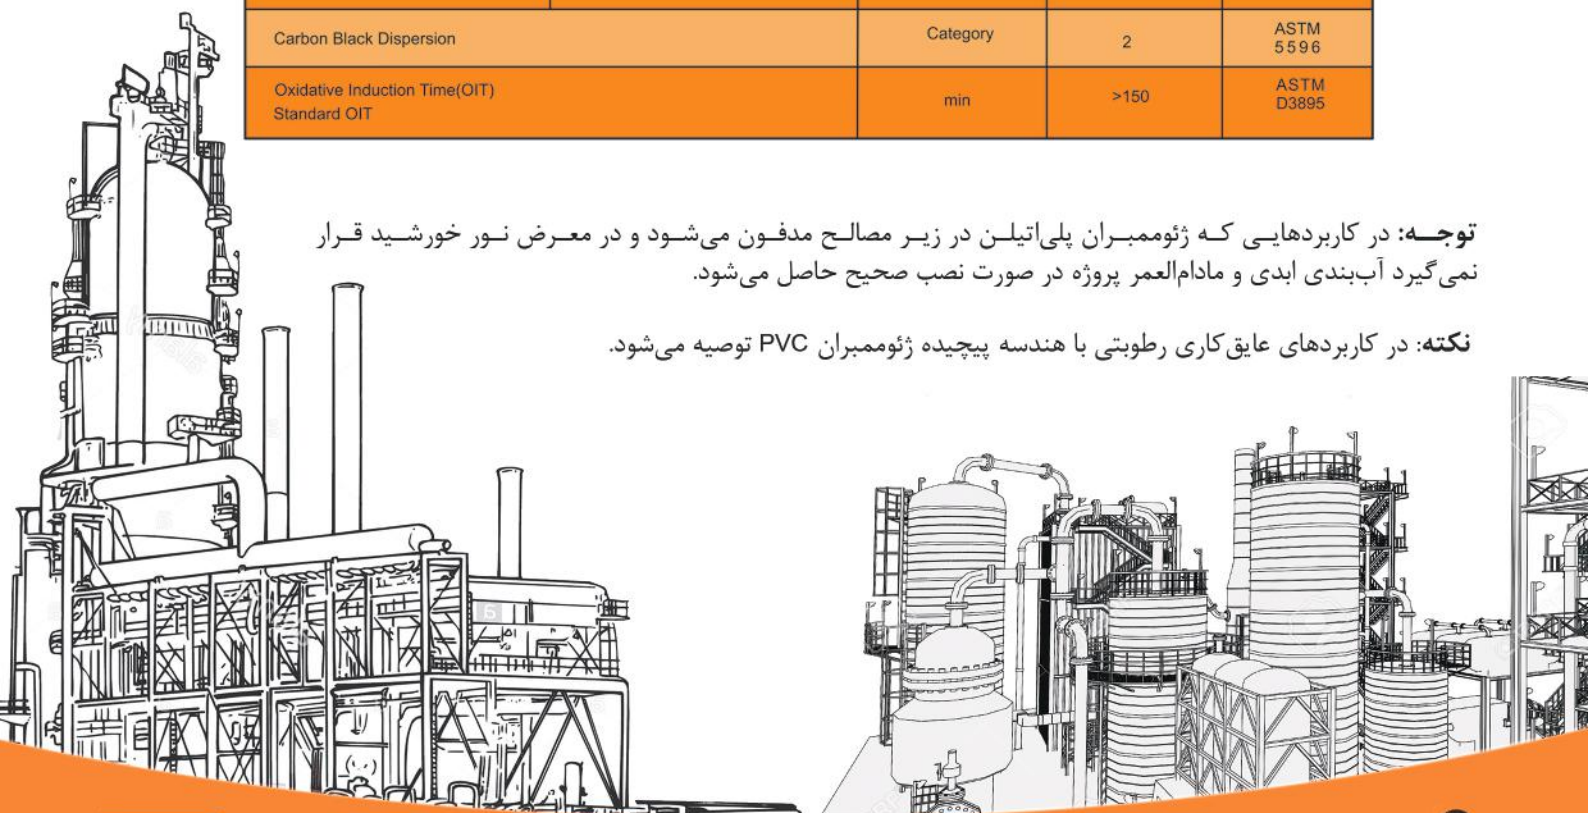 Carbon Black Dispersion Category 2 ASTM 5596
Oxidative Induction Time(OIT) Standard OIT min >150 ASTM D3895
توجـــه: در کاربردهایـی کـه ژئوممبـران پلی‌اتیلـن در زیـر مصالـح مدفـون می‌شـود و در معـرض نـور خورشـید قـرار
نمی‌گیرد آب‌بندی ابدی و مادام‌العمر پروژه در صورت نصب صحیح حاصل می‌شود.
نکته: در کاربردهای عایق‌کاری رطوبتی با هندسه پیچیده ژئوممبران PVC توصیه می‌شود.